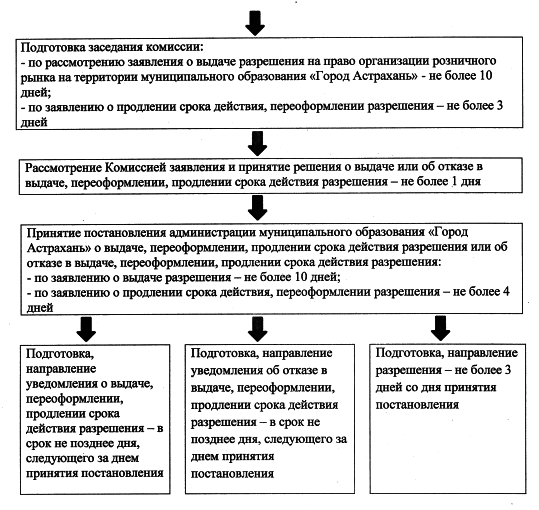 Подготовка заседания комиссии:
- по рассмотрению заявления о выдаче разрешения на право организации розничного
рынка на территории муниципального образования «Город Астрахань» - не более 10
дней;
- по заявлению о продлении срока действия, переоформлении разрешения – не более 3
дней
Рассмотрение Комиссией заявления и принятие решения о выдаче или об отказе в
выдаче, переоформлении, продлении срока действия разрешения – не более 1 дня
Принятие постановления администрации муниципального образования «Город
Астрахань» о выдаче, переоформлении, продлении срока действия разрешения или об
отказе в выдаче, переоформлении, продлении срока действия разрешения:
- по заявлению о выдаче разрешения – не более 10 дней;
- по заявлению о продлении срока действия, переоформлении разрешения – не более 4
дней
Подготовка,
направление
уведомления о выдаче,
переоформлении,
продлении срока
действия разрешения – в
срок не позднее дня,
следующего за днем
принятия постановления
Подготовка, направление
уведомления об отказе в
выдаче, переоформлении,
продлении срока действия
разрешения – в срок не
позднее дня, следующего за
днем принятия
постановления
Подготовка, направление
разрешения – не более 3
дней со дня принятия
постановления